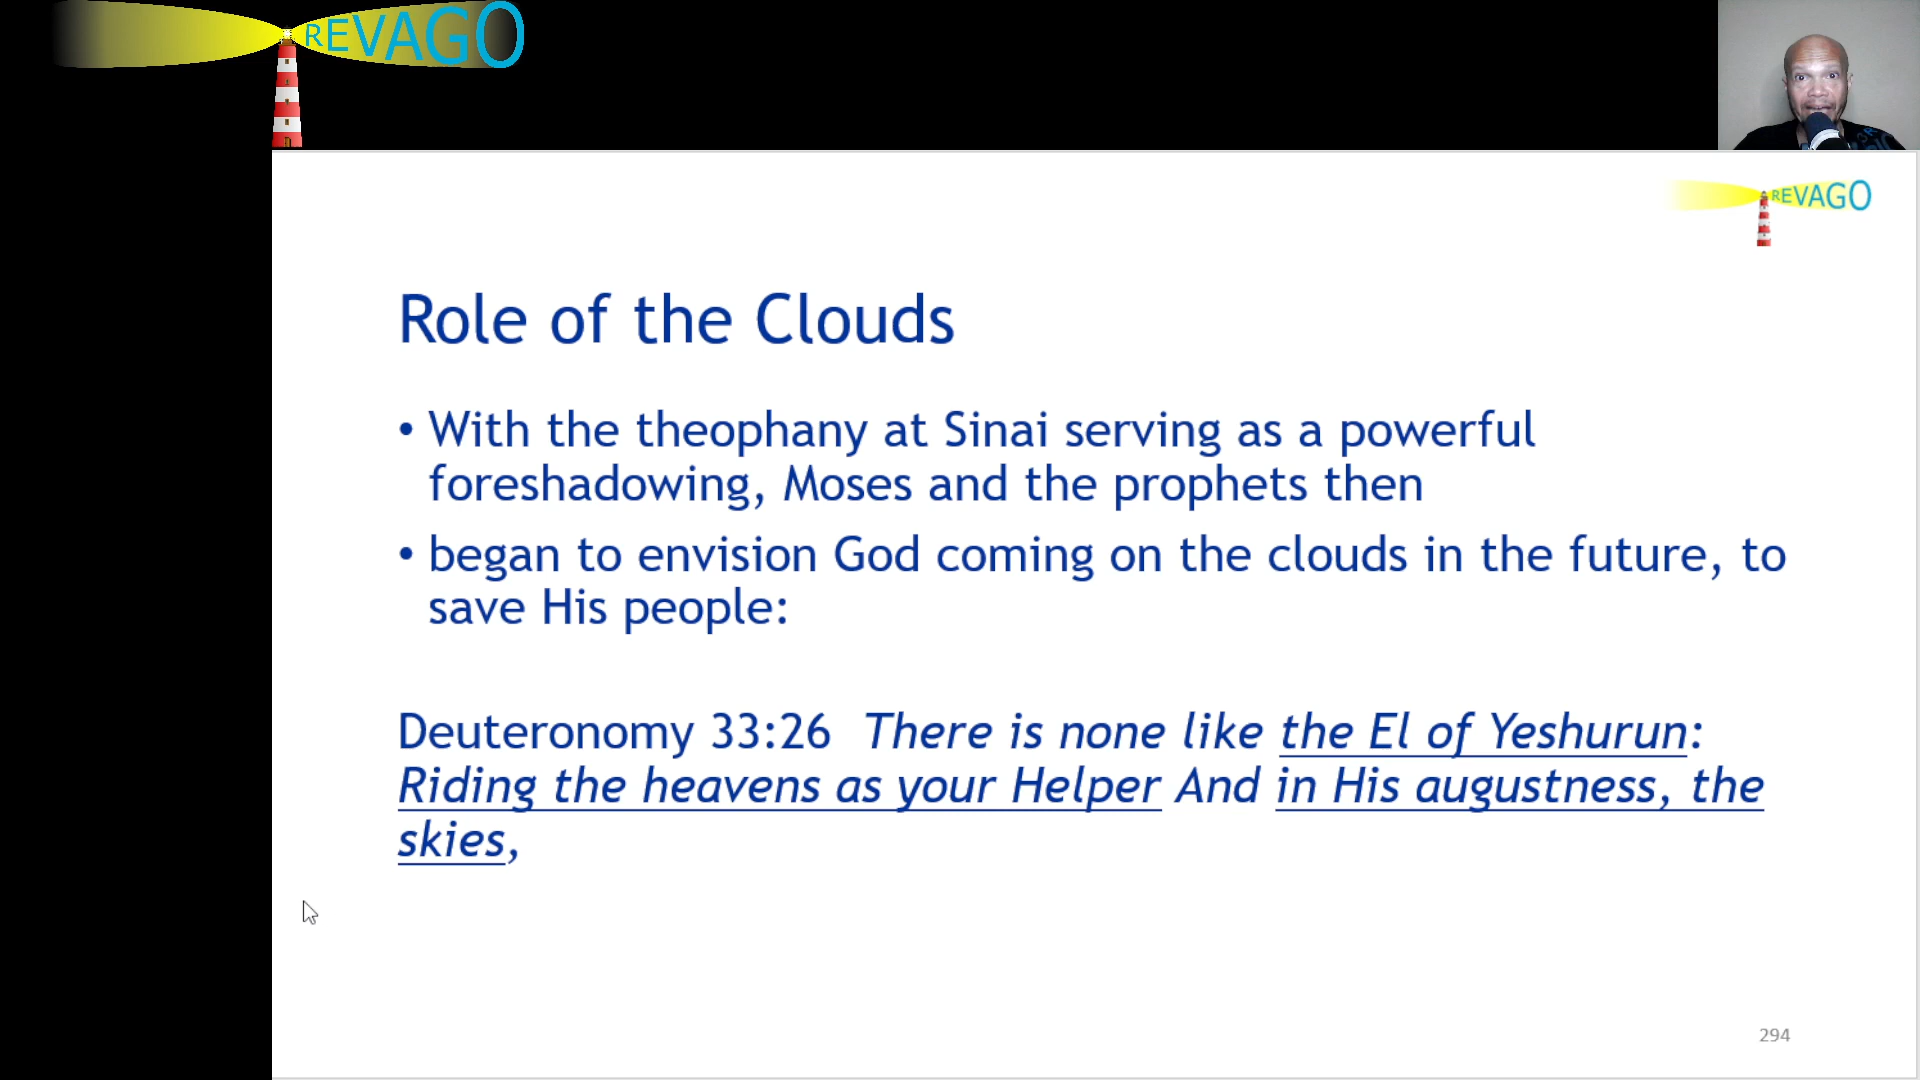 REVAGO
REVAGO
Role of the Clouds
• With the theophany at Sinai serving as a powerful
foreshadowing, Moses and the prophets then
• began to envision God coming on the clouds in the future, to
save His people:
Deuteronomy 33:26 There is none like the El of Yeshurun:
Riding the heavens as your Helper And in His augustness, the
skies,
294